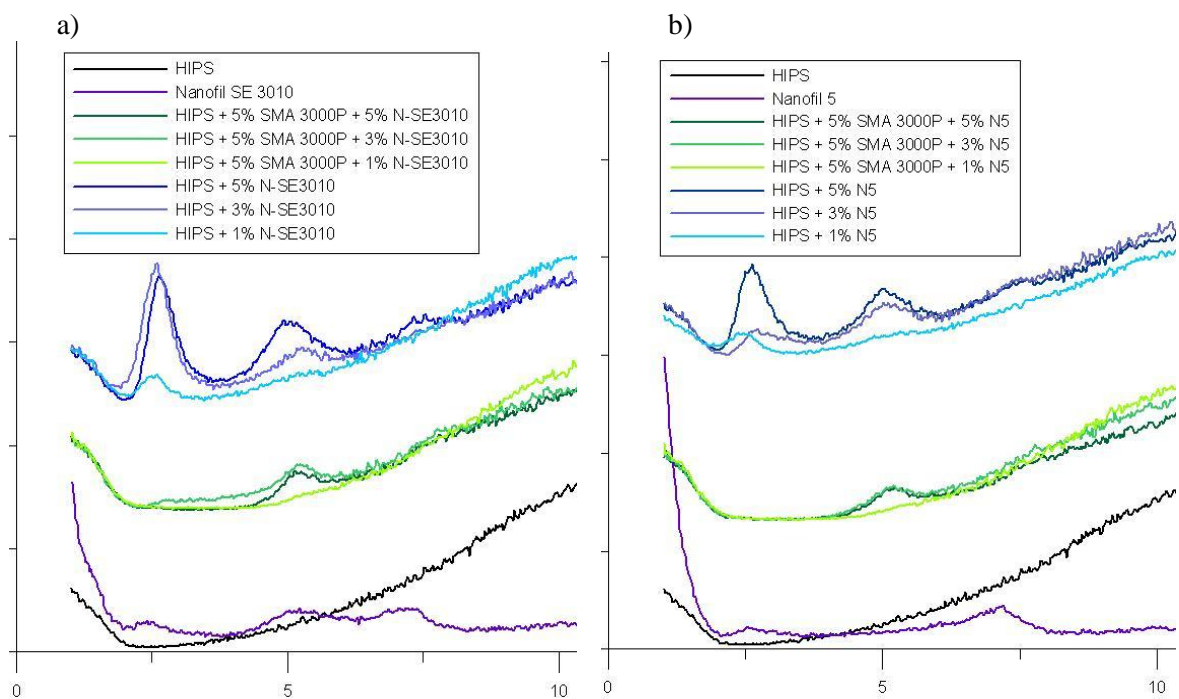 a)
HIPS
Nanofil SE 3010
HIPS + 5% SMA 3000P + 5% N-SE3010
HIPS + 5% SMA 3000P + 3% N-SE3010
HIPS + 5% SMA 3000P + 1% N-SE3010
HIPS + 5% N-SE3010
HIPS + 3% N-SE3010
HIPS + 1% N-SE3010
0 5 10
b)
HIPS
Nanofil 5
HIPS + 5% SMA 3000P + 5% N5
HIPS + 5% SMA 3000P + 3% N5
HIPS + 5% SMA 3000P + 1% N5
HIPS + 5% N5
HIPS + 3% N5
HIPS + 1% N5
0 5 10